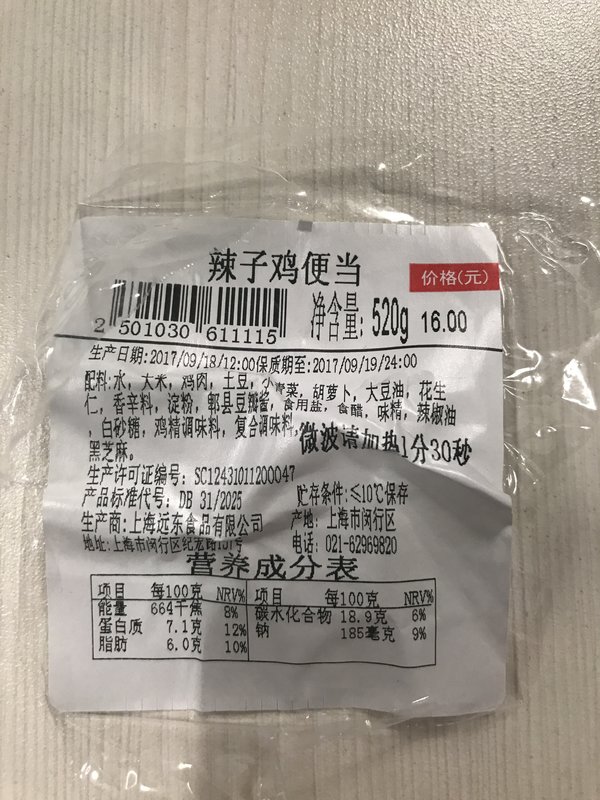 辣子鸡便当
价格(元)
2 501030 611115
净含量: 520g 16.00
生产日期:2017/09/18/12:00保质期至:2017/09/19/24:00
配料:水, 大米, 鸡肉, 土豆, 小青菜, 胡萝卜, 大豆油, 花生
仁, 香辛料, 淀粉, 郫县豆瓣酱, 食用盐, 食醋, 味精, 辣椒油
, 白砂糖, 鸡精调味料, 复合调味料,
黑芝麻。
微波请加热1分30秒
生产许可证编号: SC12431011200047
产品标准代号: DB 31/2025
贮存条件:≤10℃保存
生产商:上海远东食品有限公司
产地: 上海市闵行区
地址:上海市闵行区纪宏路107号
电话: 021-62969820
营养成分表
项目 每100克 NRV% 项目 每100克 NRV%
能量 664千焦 8% 碳水化合物 18.9克 6%
蛋白质 7.1克 12% 钠 185毫克 9%
脂肪 6.0克 10%